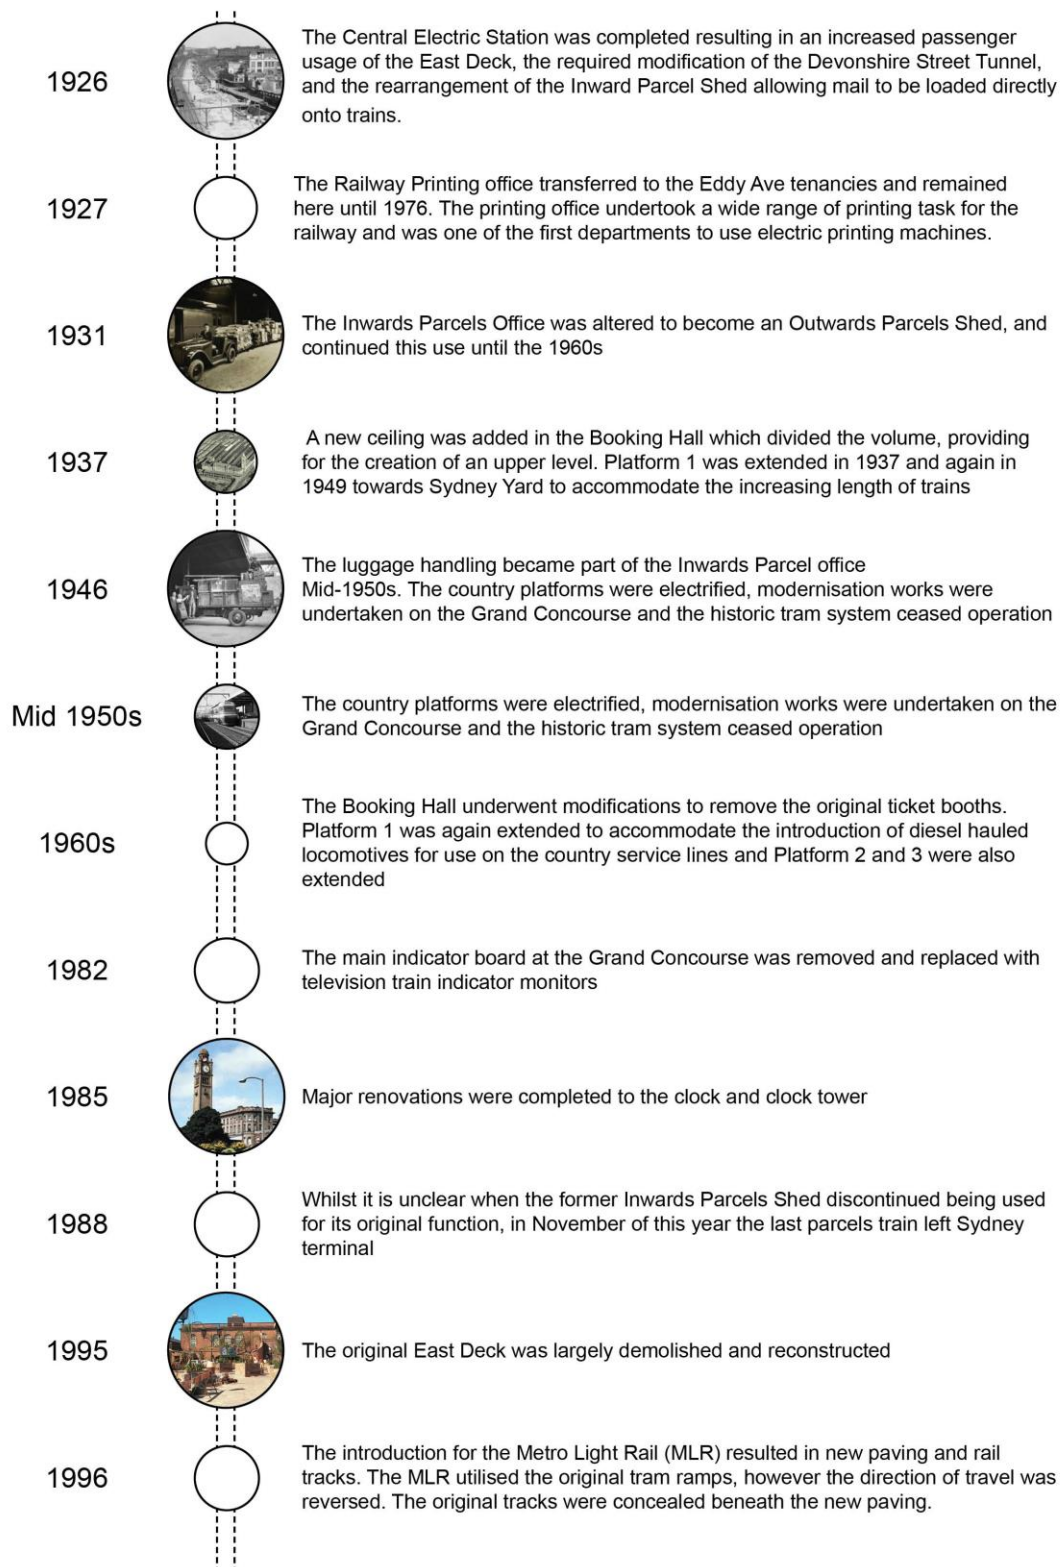 1926
The Central Electric Station was completed resulting in an increased passenger
usage of the East Deck, the required modification of the Devonshire Street Tunnel,
and the rearrangement of the Inward Parcel Shed allowing mail to be loaded directly
onto trains.
1927
The Railway Printing office transferred to the Eddy Ave tenancies and remained
here until 1976. The printing office undertook a wide range of printing task for the
railway and was one of the first departments to use electric printing machines.
1931
The Inwards Parcels Office was altered to become an Outwards Parcels Shed, and
continued this use until the 1960s
1937
A new ceiling was added in the Booking Hall which divided the volume, providing
for the creation of an upper level. Platform 1 was extended in 1937 and again in
1949 towards Sydney Yard to accommodate the increasing length of trains
1946
The luggage handling became part of the Inwards Parcel office
Mid-1950s. The country platforms were electrified, modernisation works were
undertaken on the Grand Concourse and the historic tram system ceased operation
Mid 1950s
The country platforms were electrified, modernisation works were undertaken on the
Grand Concourse and the historic tram system ceased operation
1960s
The Booking Hall underwent modifications to remove the original ticket booths.
Platform 1 was again extended to accommodate the introduction of diesel hauled
locomotives for use on the country service lines and Platform 2 and 3 were also
extended
1982
The main indicator board at the Grand Concourse was removed and replaced with
television train indicator monitors
1985
Major renovations were completed to the clock and clock tower
1988
Whilst it is unclear when the former Inwards Parcels Shed discontinued being used
for its original function, in November of this year the last parcels train left Sydney
terminal
1995
The original East Deck was largely demolished and reconstructed
1996
The introduction for the Metro Light Rail (MLR) resulted in new paving and rail
tracks. The MLR utilised the original tram ramps, however the direction of travel was
reversed. The original tracks were concealed beneath the new paving.